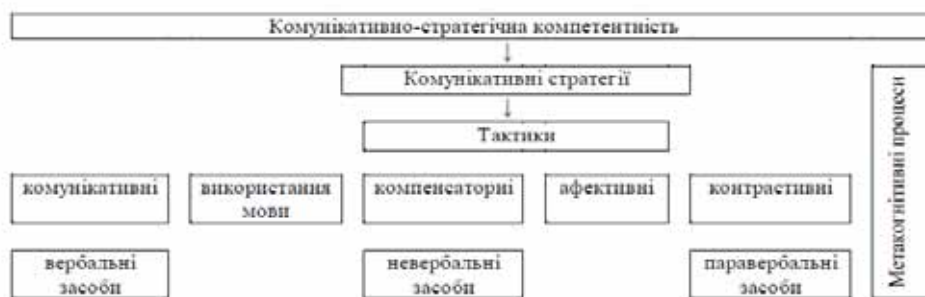 Комунікативно-стратегічна компетентність
Комунікативні стратегії
Тактики
комунікативні
використання
мови
компенсаторні
афективні
контрастивні
вербальні
засоби
невербальні
засоби
паравербальні
засоби
Метакогнітивні процеси